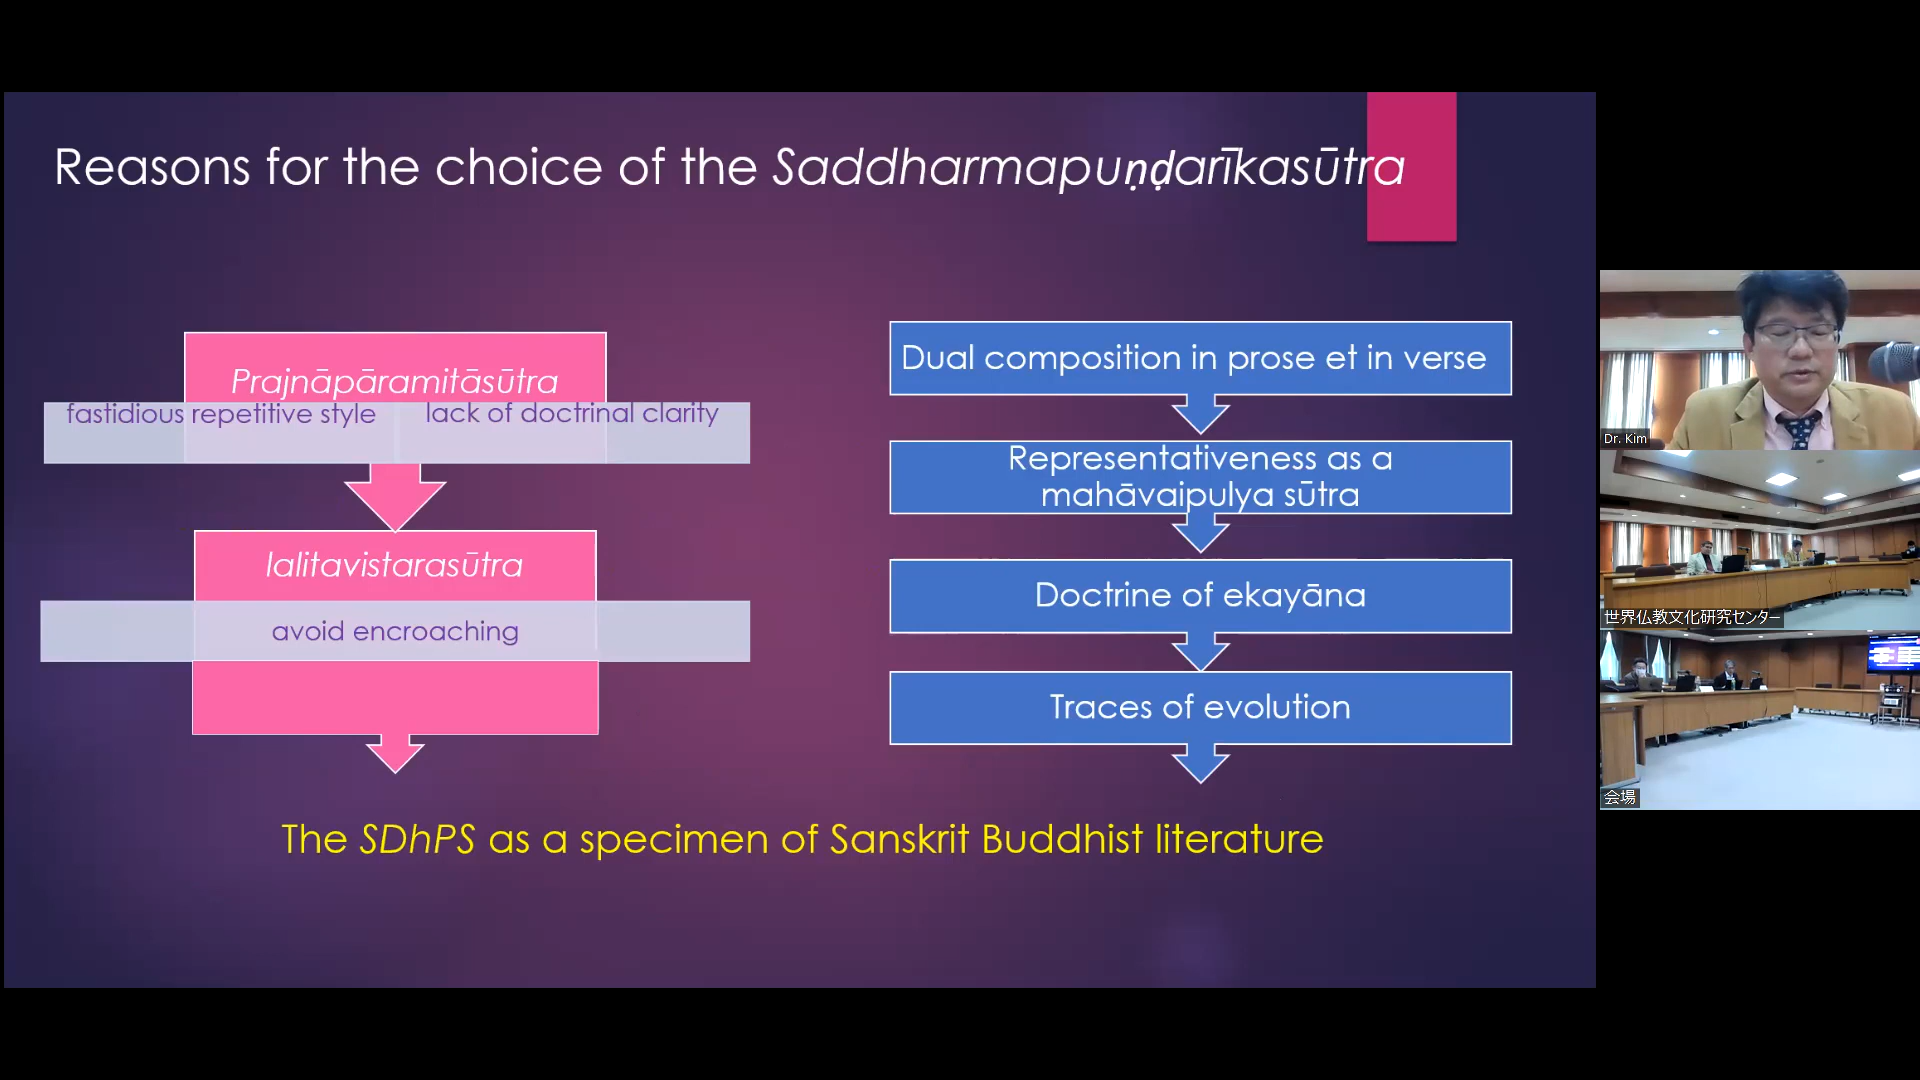 Reasons for the choice of the Saddharmapuṇḍarīkasūtra
Prajnāpāramitāsūtra
fastidious repetitive style
lack of doctrinal clarity
lalitavistarasūtra
avoid encroaching
Dual composition in prose et in verse
Representativeness as a
mahāvaipulya sūtra
Doctrine of ekayāna
Traces of evolution
The SDhPS as a specimen of Sanskrit Buddhist literature
Dr. Kim
世界仏教文化研究センター
会場